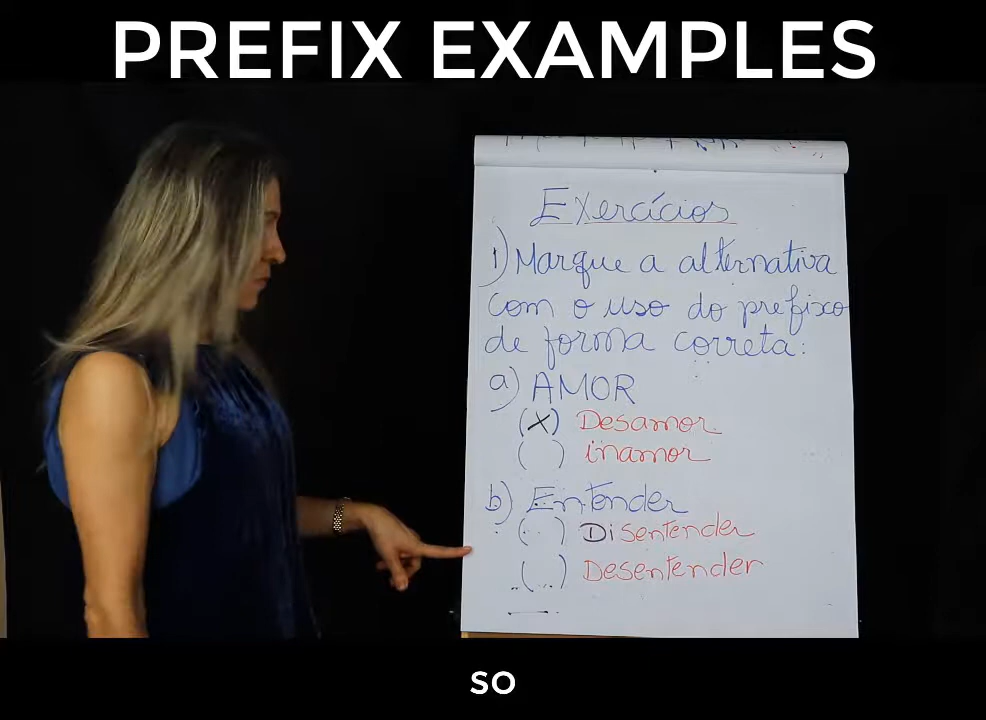 PREFIX EXAMPLES
Exercícios
1) Marque a alternativa
com o uso do prefixo
de forma correta:
a) AMOR
(X) Desamor
( ) inamor
b) Entender
( ) Disentender
( ) Desentender
SO